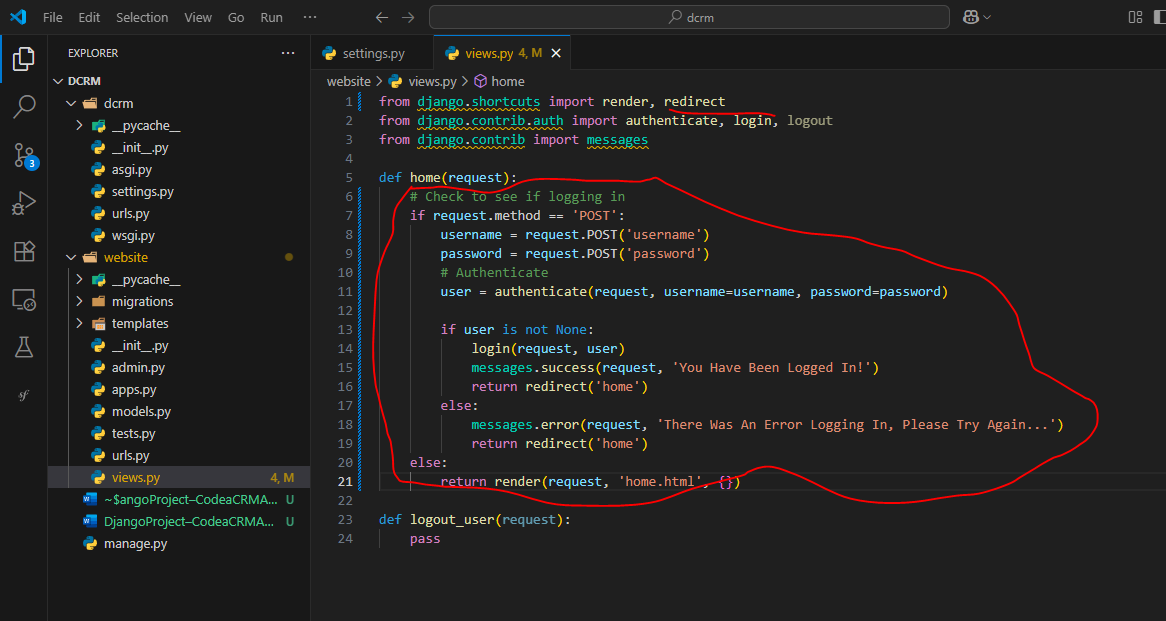 File Edit Selection View Go Run ··· ← → dcrm
EXPLORER ···
DCRM
dcrm
__pycache__
__init__.py
asgi.py
settings.py
urls.py
wsgi.py
website
__pycache__
migrations
templates
__init__.py
admin.py
apps.py
models.py
tests.py
urls.py
views.py 4, M
~$angoProject–CodeaCRMA... U
DjangoProject–CodeaCRMA... U
manage.py
3
settings.py views.py 4, M
website > views.py > home
1 from django.shortcuts import render, redirect
2 from django.contrib.auth import authenticate, login, logout
3 from django.contrib import messages
4
5 def home(request):
6 # Check to see if logging in
7 if request.method == 'POST':
8 username = request.POST('username')
9 password = request.POST('password')
10 # Authenticate
11 user = authenticate(request, username=username, password=password)
12
13 if user is not None:
14 login(request, user)
15 messages.success(request, 'You Have Been Logged In!')
16 return redirect('home')
17 else:
18 messages.error(request, 'There Was An Error Logging In, Please Try Again...')
19 return redirect('home')
20 else:
21 return render(request, 'home.html', {})
22
23 def logout_user(request):
24 pass